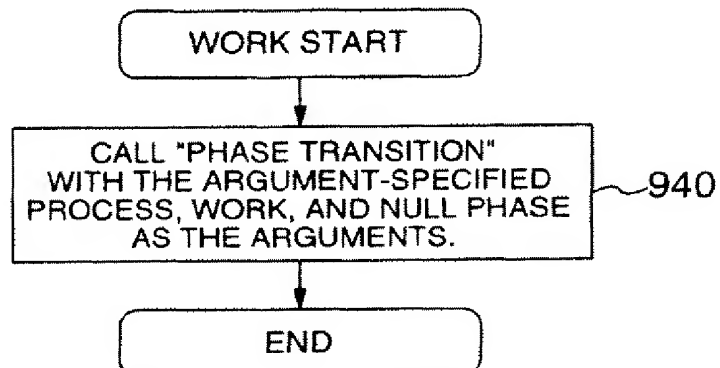 WORK START
CALL "PHASE TRANSITION"
WITH THE ARGUMENT-SPECIFIED
PROCESS, WORK, AND NULL PHASE
AS THE ARGUMENTS.
940
END